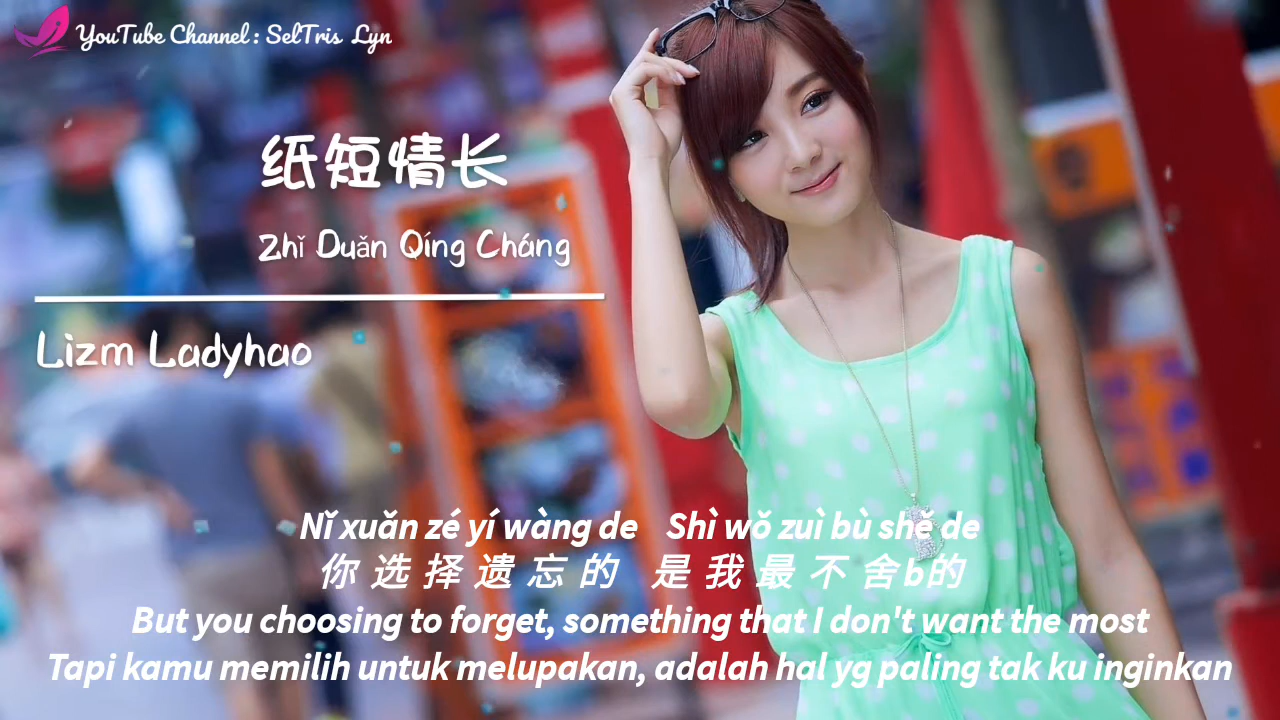 YouTube Channel : SelTris Lyn
纸短情长
Zhǐ Duǎn Qíng Cháng
Lizm Ladyhao
Nǐ xuǎn zé yí wàng de Shì wǒ zuì bù shě de
你选择遗忘的 是我最不舍b的
But you choosing to forget, something that I don't want the most
Tapi kamu memilih untuk melupakan, adalah hal yg paling tak ku inginkan